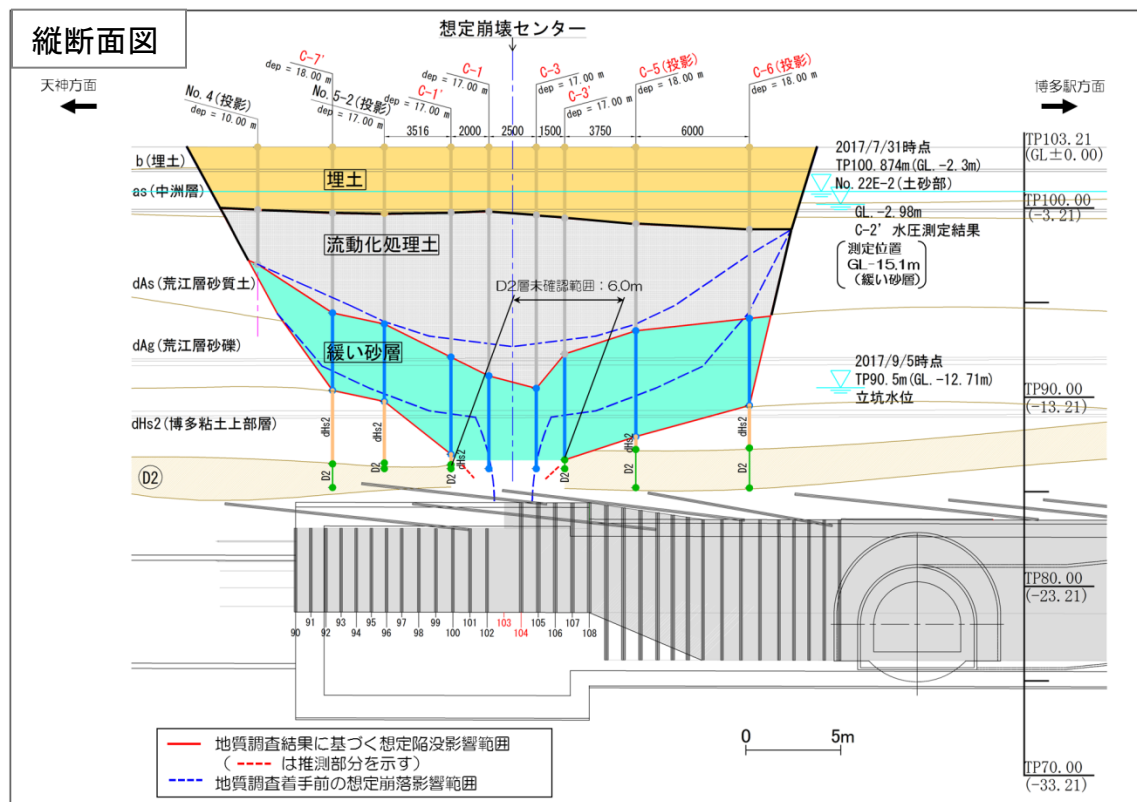 縦断面図
想定崩壊センター
天神方面
博多駅方面
C-7'
dep = 18.00 m
C-1
dep = 17.00 m
C-3
dep = 17.00 m
C-5(投影)
dep = 18.00 m
C-6(投影)
dep = 18.00 m
No.4(投影)
dep = 10.00 m
No.5-2(投影)
dep = 17.00 m
C-1'
dep = 17.00 m
C-3'
dep = 17.00 m
3516
2000
2500
1500
3750
6000
b(埋土)
as(中洲層)
dAs(荒江層砂質土)
dAg(荒江層砂礫)
dHs2(博多粘土上部層)
D2
埋土
流動化処理土
D2層未確認範囲:6.0m
緩い砂層
2017/7/31時点
TP100.874m(GL.-2.3m)
No.22E-2(土砂部)
GL.-2.98m
C-2' 水圧測定結果
測定位置
GL-15.1m
(緩い砂層)
2017/9/5時点
TP90.5m(GL.-12.71m)
立坑水位
TP103.21
(GL±0.00)
TP100.00
(-3.21)
TP90.00
(-13.21)
TP80.00
(-23.21)
TP70.00
(-33.21)
dHs2
D2
dHs2
D2
dHs2
D2
D2
dHs2
D2
dHs2
D2
91 93 95 97 99 101 103 105 107
90 92 94 96 98 100 102 104 106 108
0 5m
地質調査結果に基づく想定陥没影響範囲
( は推測部分を示す)
地質調査着手前の想定崩落影響範囲